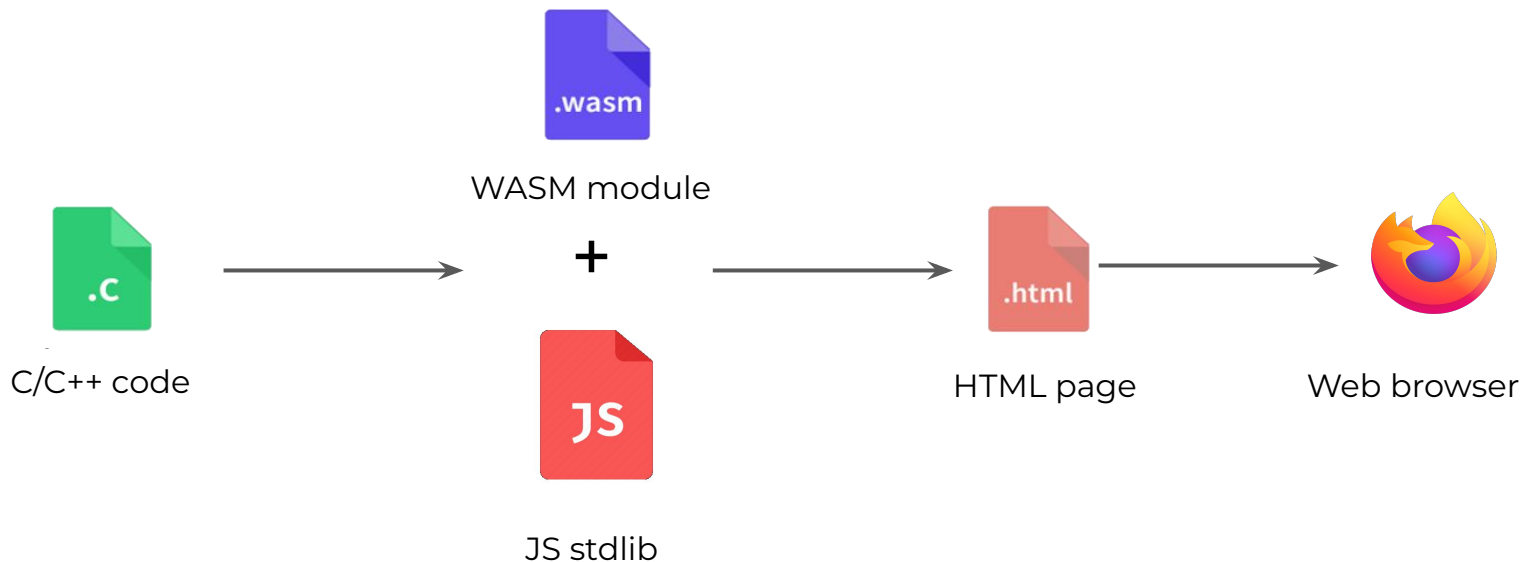 .c
C/C++ code
.wasm
WASM module
+
JS
JS stdlib
.html
HTML page
Web browser